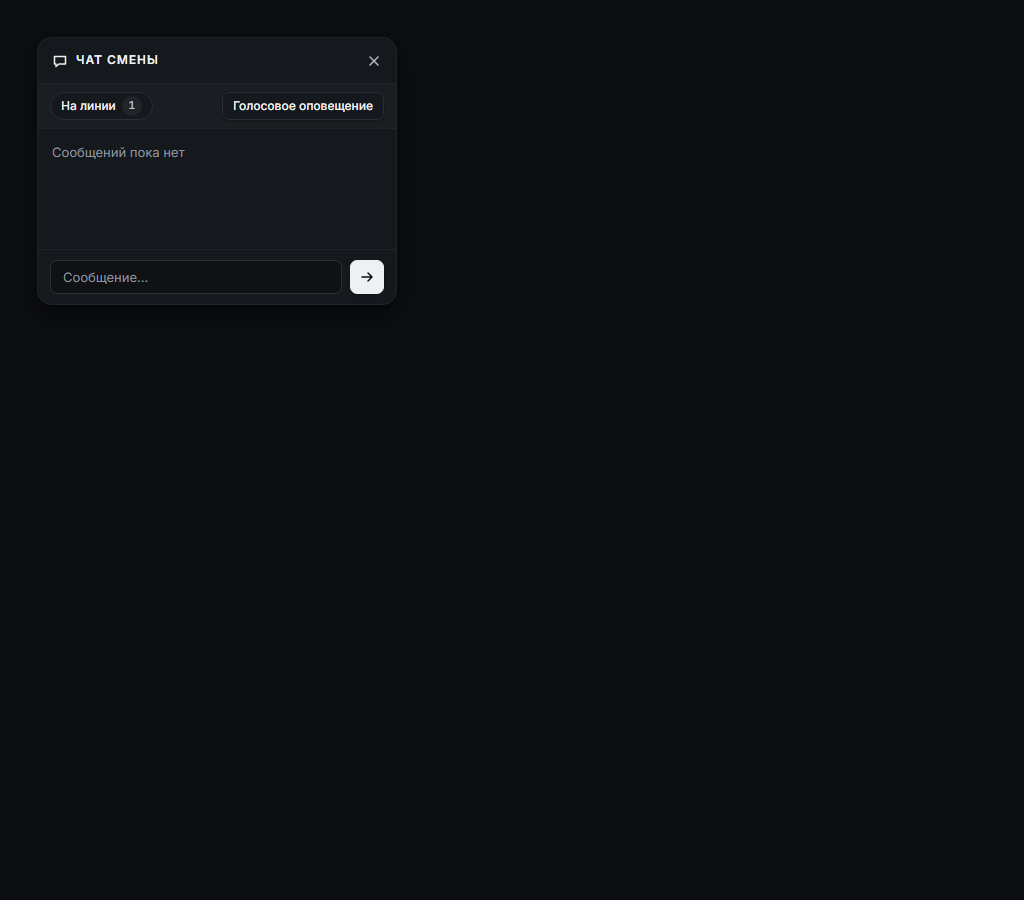 ЧАТ СМЕНЫ
На линии 1
Голосовое оповещение
Сообщений пока нет
Сообщение...